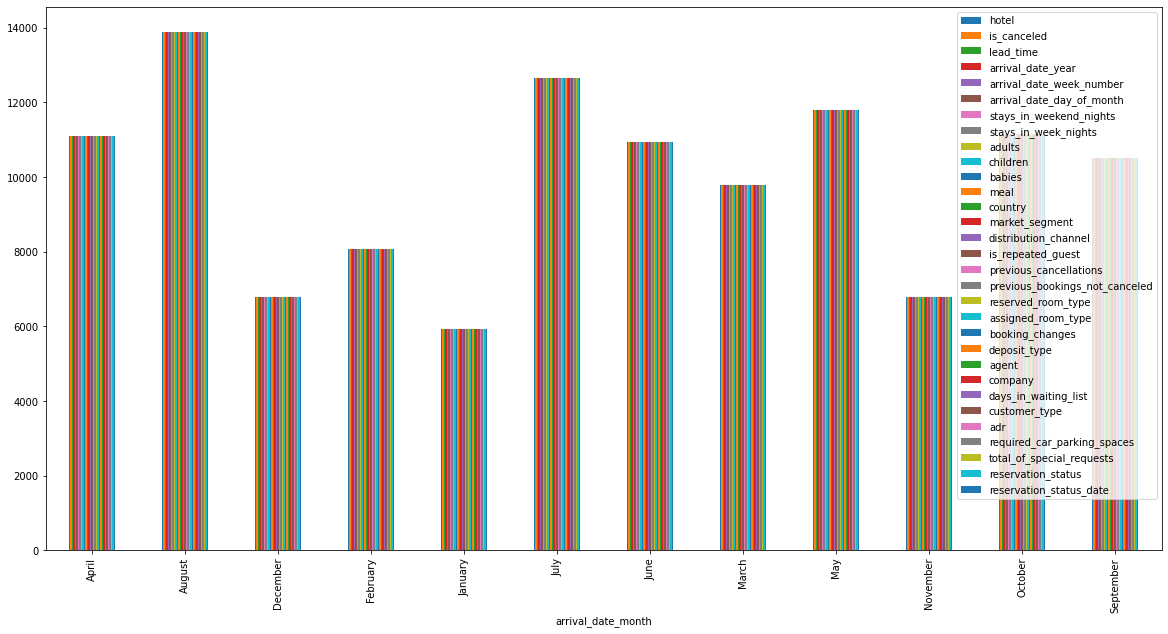 14000
12000
10000
8000
6000
4000
2000
0
April
August
December
February
January
July
June
March
May
November
October
September
arrival_date_month
hotel
is_canceled
lead_time
arrival_date_year
arrival_date_week_number
arrival_date_day_of_month
stays_in_weekend_nights
stays_in_week_nights
adults
children
babies
meal
country
market_segment
distribution_channel
is_repeated_guest
previous_cancellations
previous_bookings_not_canceled
reserved_room_type
assigned_room_type
booking_changes
deposit_type
agent
company
days_in_waiting_list
customer_type
adr
required_car_parking_spaces
total_of_special_requests
reservation_status
reservation_status_date